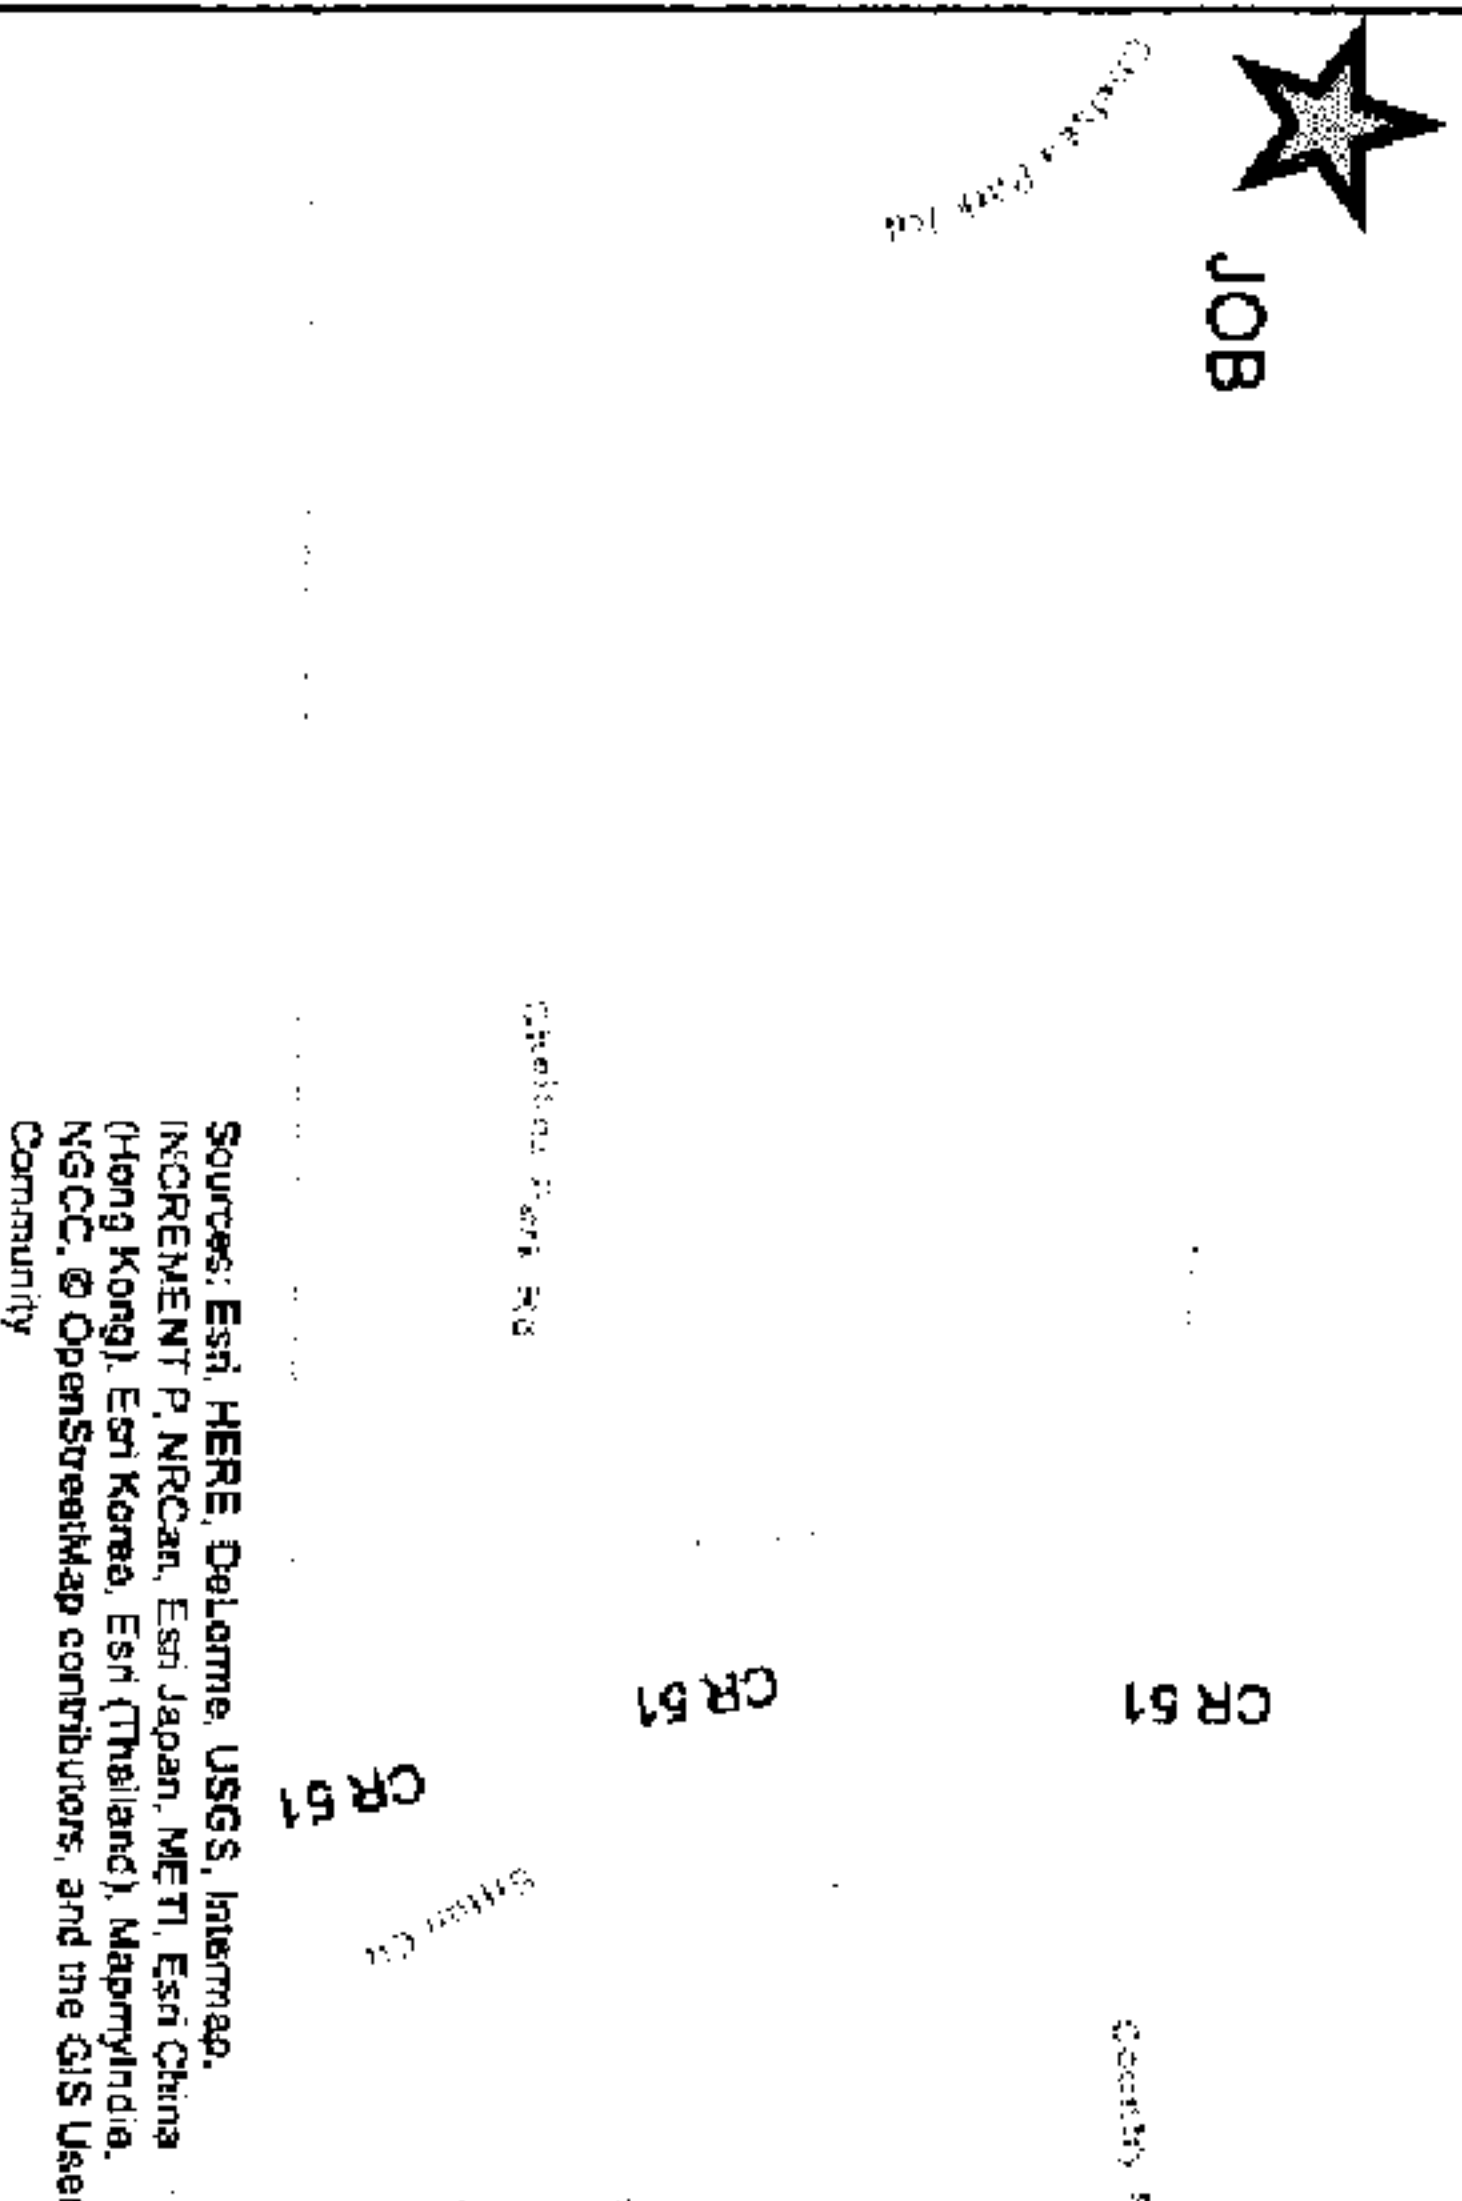 JOB
CR 51
CR 51
CR 51
Sources: Esri, HERE, DeLorme, USGS, Intermap,
INCREMENT P, NRCan, Esri Japan, METI, Esri China
(Hong Kong), Esri Korea, Esri (Thailand), MapmyIndia,
NGCC, © OpenStreetMap contributors, and the GIS User
Community